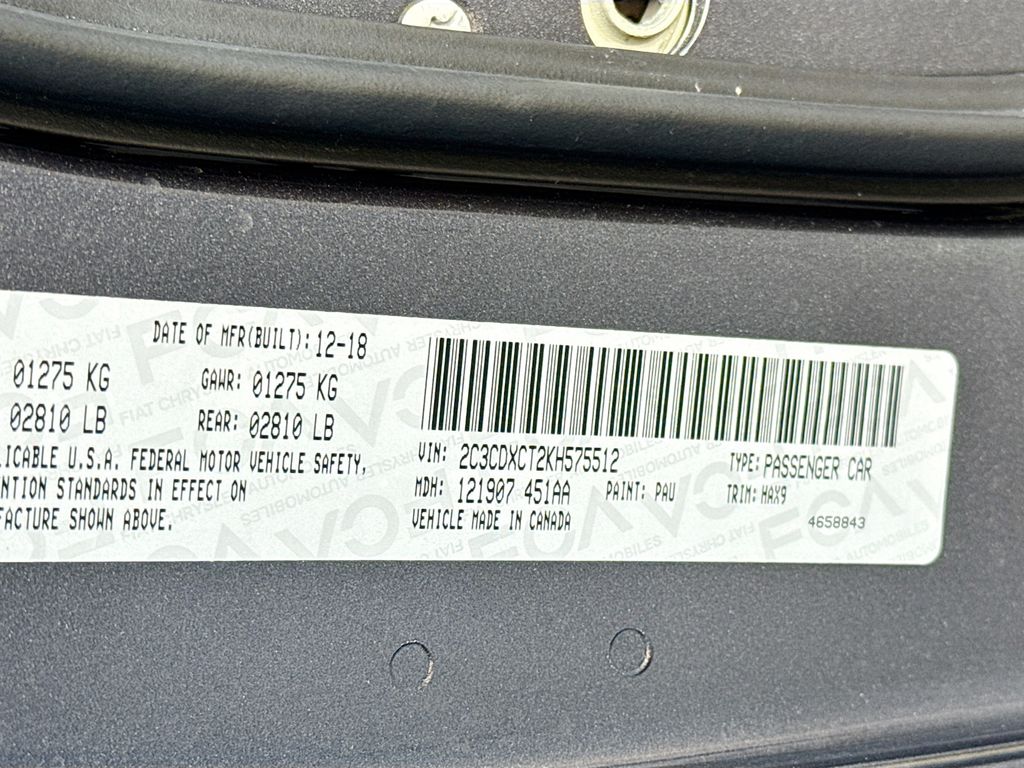 DATE OF MFR(BUILT): 12-18
01275 KG GAWR: 01275 KG
02810 LB REAR: 02810 LB
LICABLE U.S.A. FEDERAL MOTOR VEHICLE SAFETY,
NTION STANDARDS IN EFFECT ON
FACTURE SHOWN ABOVE.
VIN: 2C3CDXCT2KH575512 TYPE: PASSENGER CAR
MDH: 121907 451AA PAINT: PAU TRIM: HAX9
VEHICLE MADE IN CANADA 4658843